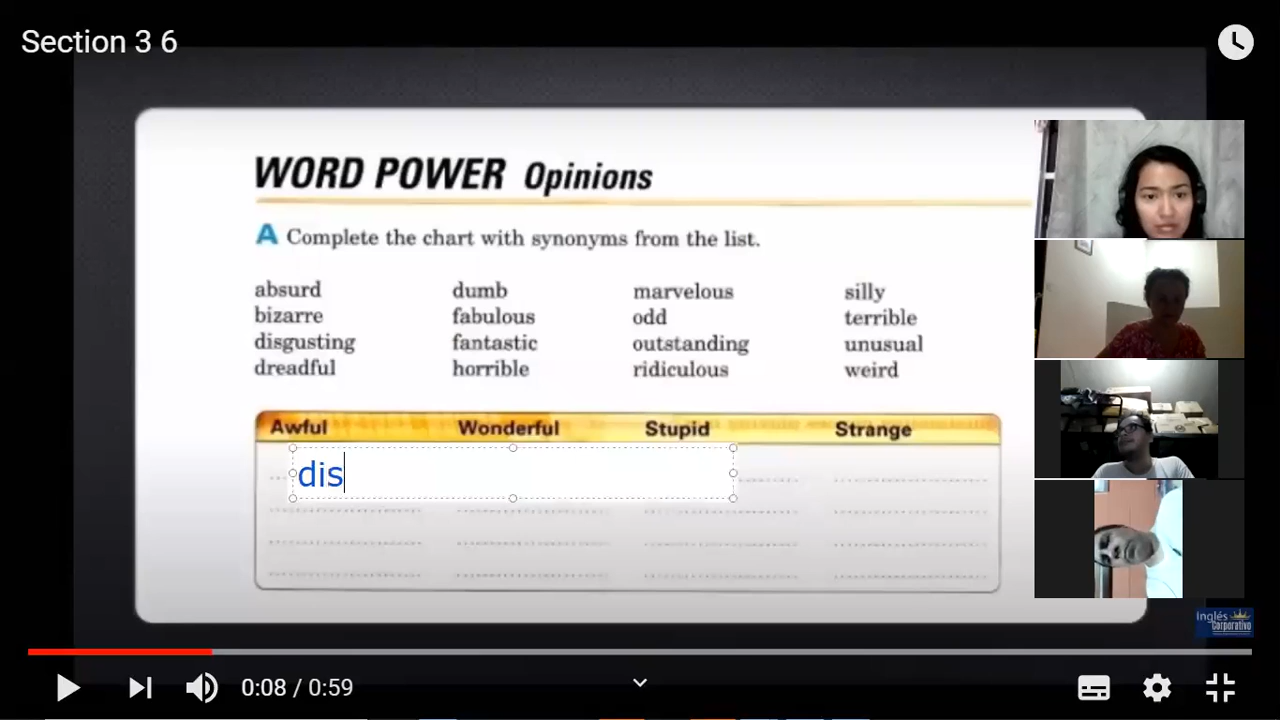 Section 3 6
WORD POWER Opinions
A Complete the chart with synonyms from the list.
absurd dumb marvelous silly
bizarre fabulous odd terrible
disgusting fantastic outstanding unusual
dreadful horrible ridiculous weird
Awful Wonderful Stupid Strange
dis
Inglés
Corporativo
0:08 / 0:59